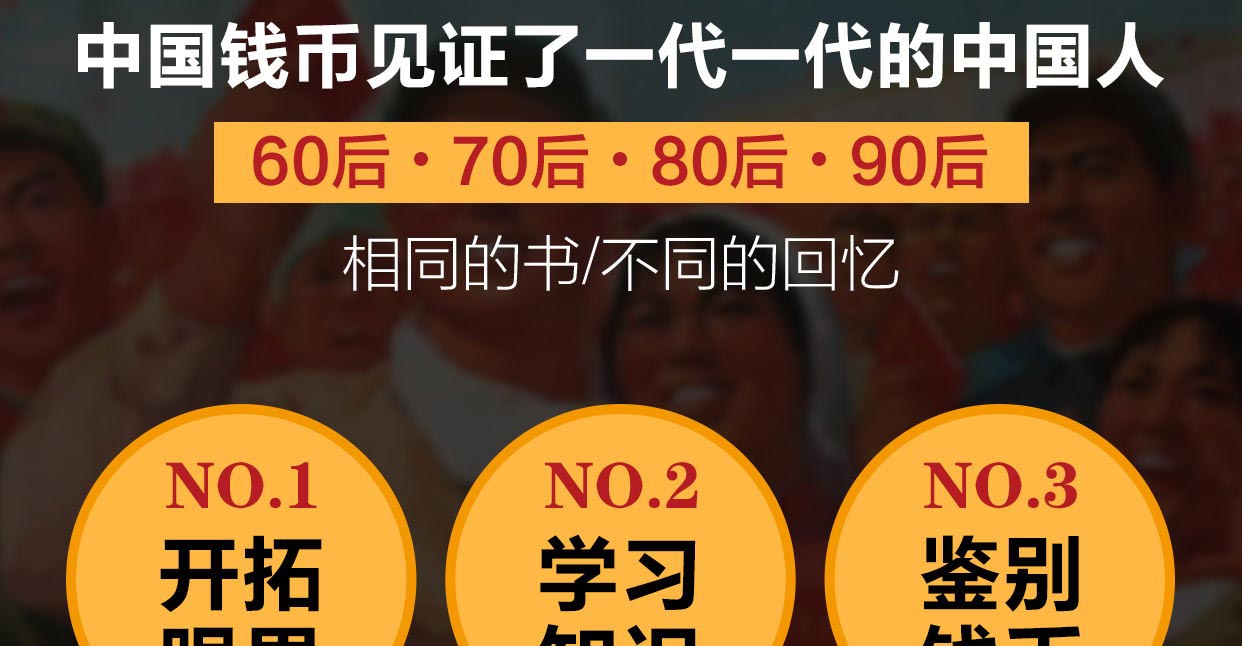 中国钱币见证了一代一代的中国人
60后·70后·80后·90后
相同的书/不同的回忆
NO.1
开拓
NO.2
学习
NO.3
鉴别